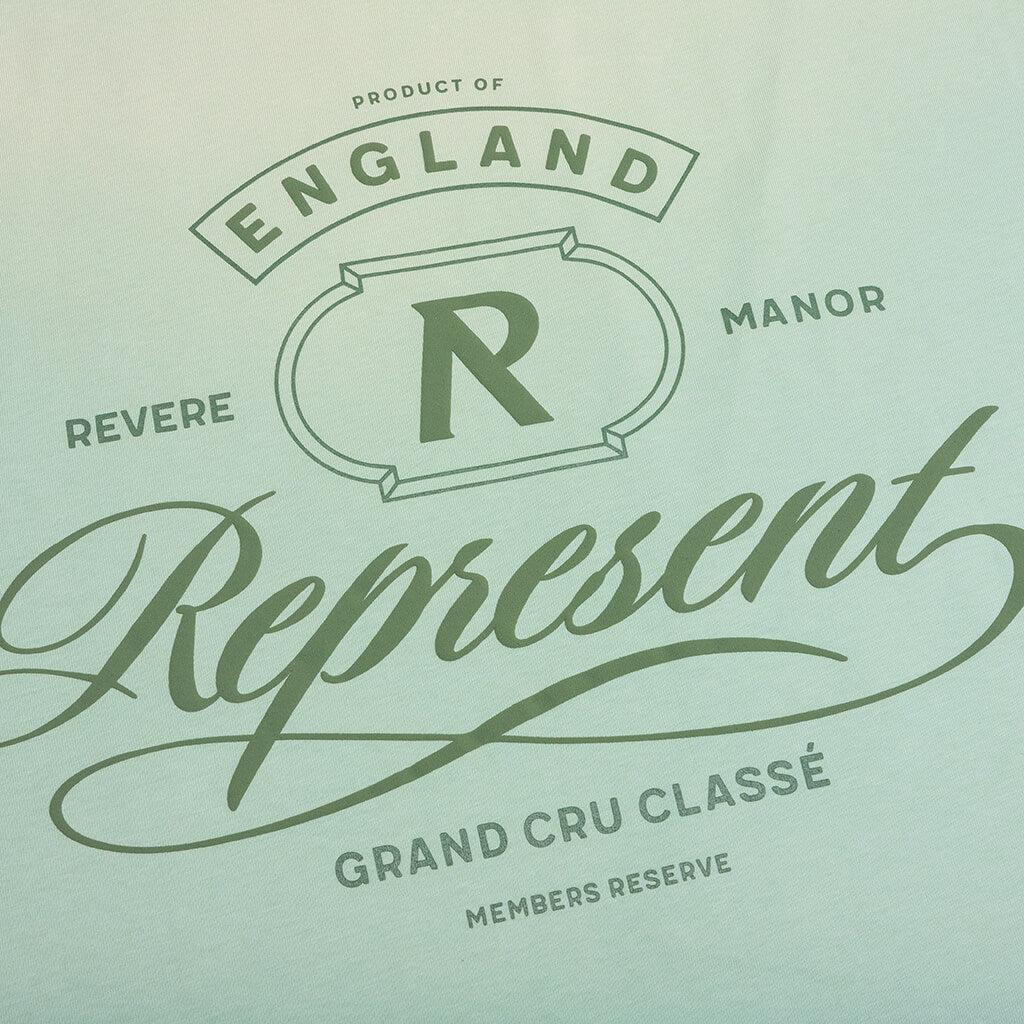 PRODUCT OF
ENGLAND
R
REVERE MANOR
Represent
GRAND CRU CLASSÉ
MEMBERS RESERVE